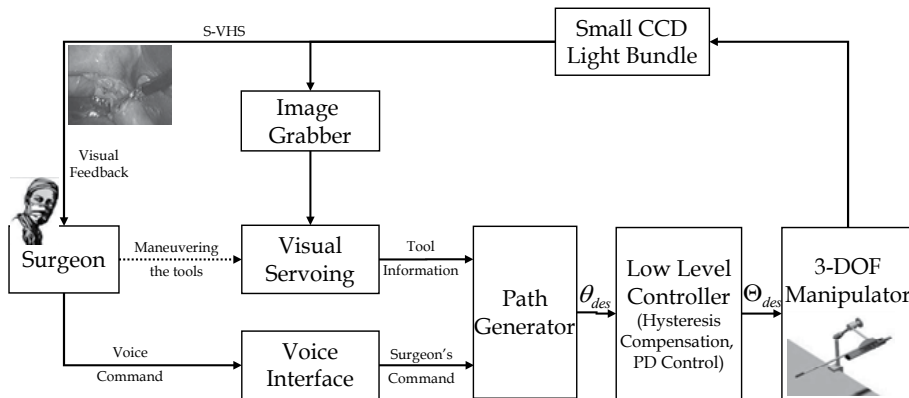 S-VHS
Small CCD
Light Bundle
Image
Grabber
Visual
Feedback
Surgeon
Maneuvering
the tools
Visual
Servoing
Tool
Information
Path
Generator
θdes
Low Level
Controller
(Hysteresis
Compensation,
PD Control)
Θdes
3-DOF
Manipulator
Voice
Command
Voice
Interface
Surgeon's
Command